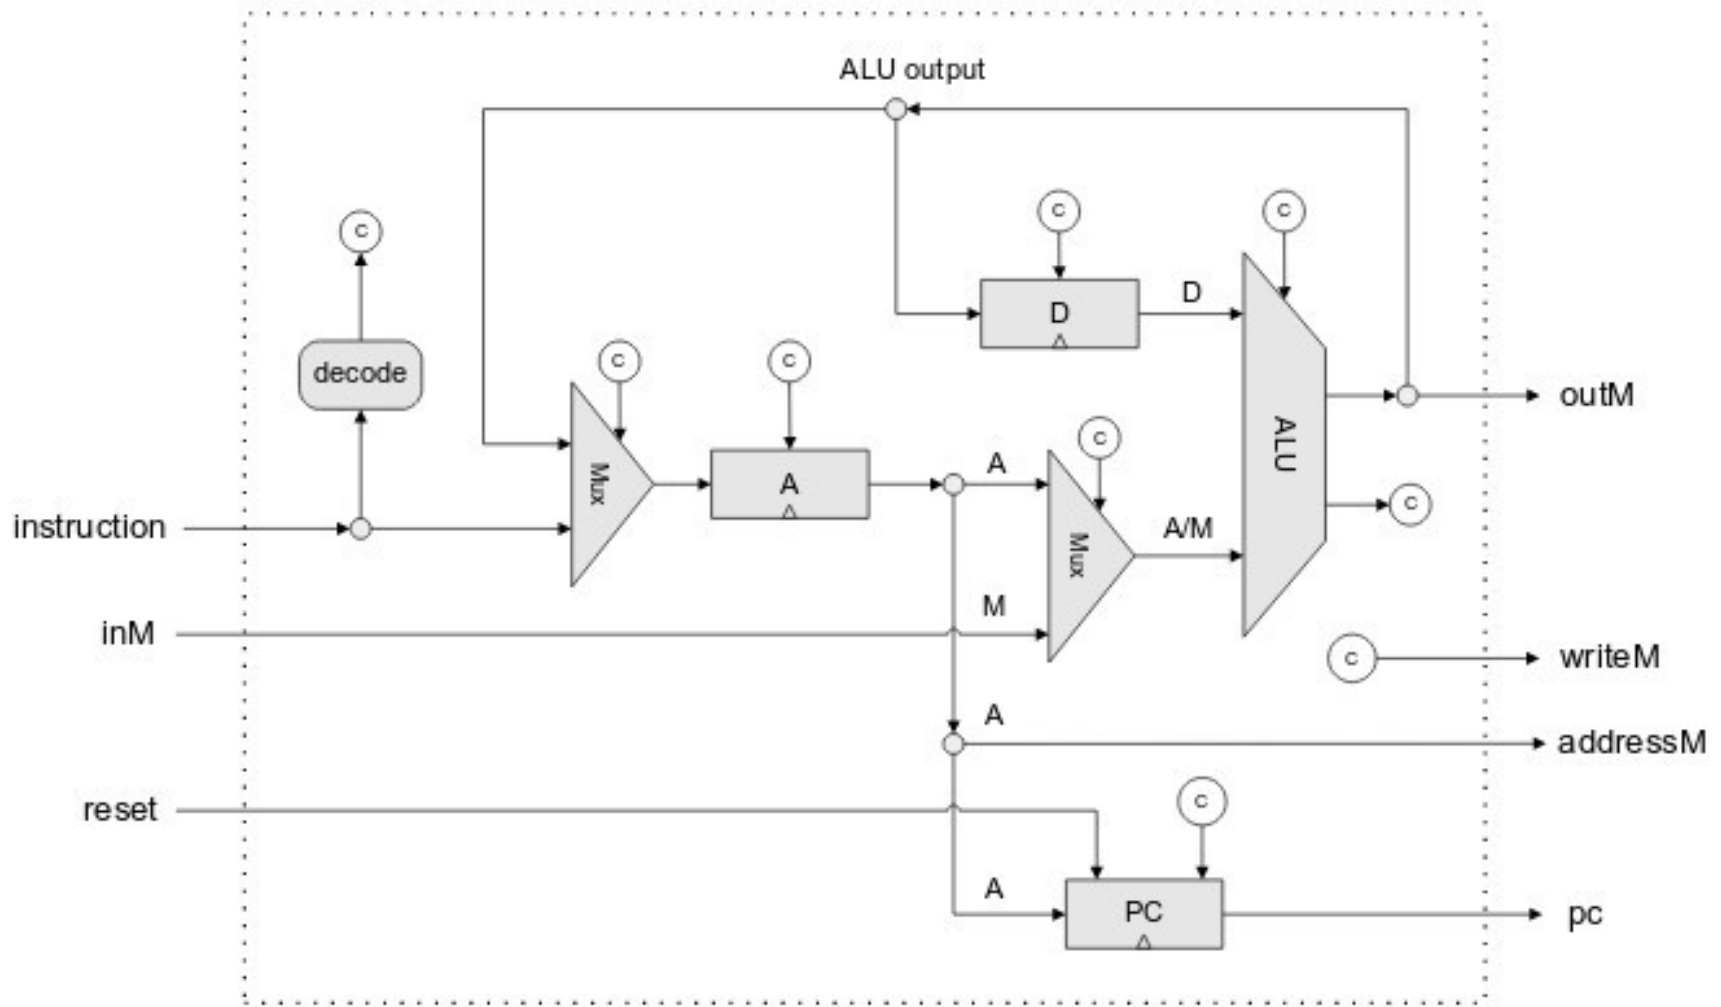 ALU output
C
C
C
D
D
decode
C
C
outM
Mux
A
A
C
Mux
ALU
A/M
C
instruction
M
inM
C
writeM
A
addressM
reset
C
A
PC
pc